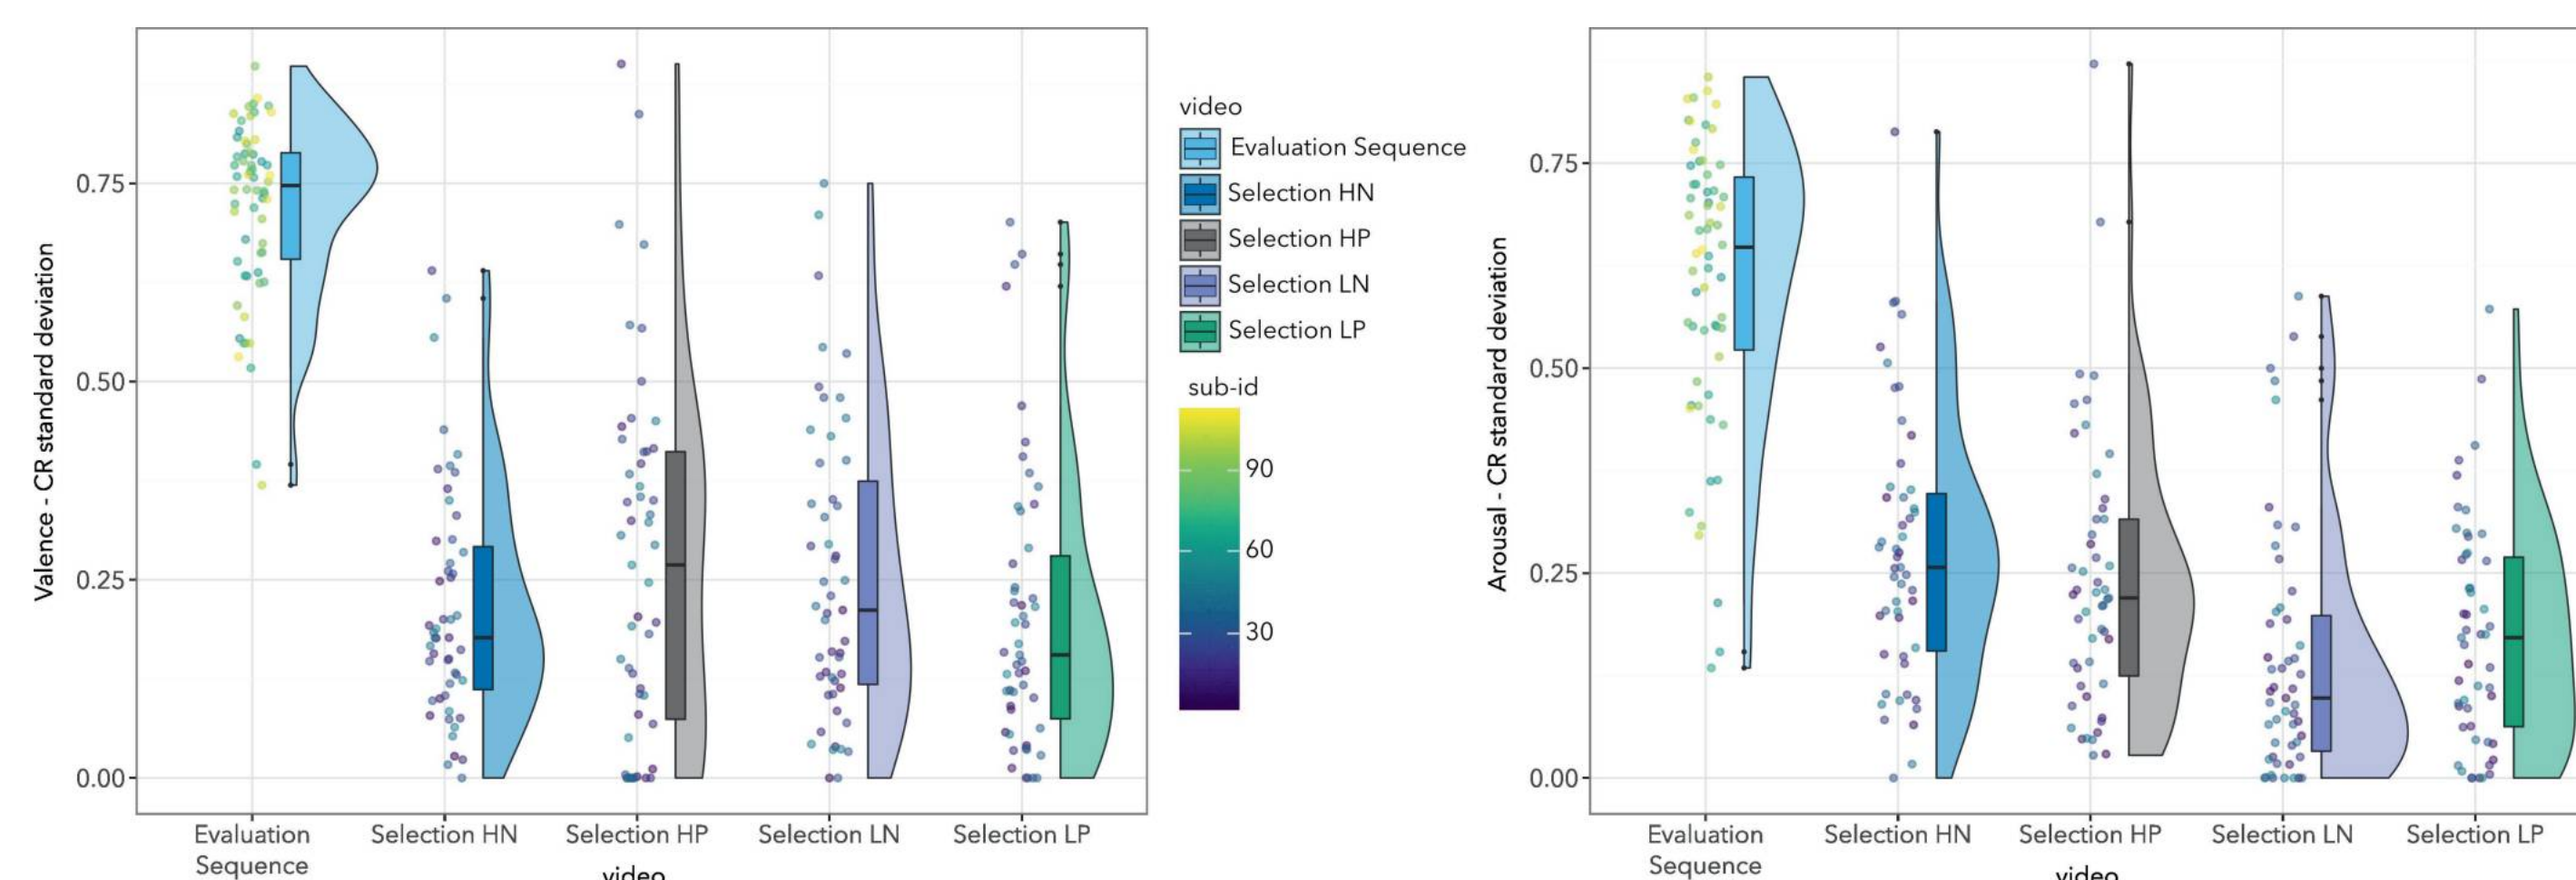 Valence - CR standard deviation
0.75
0.50
0.25
0.00
Evaluation
Sequence
Selection HN
Selection HP
Selection LN
Selection LP
video
video
Evaluation Sequence
Selection HN
Selection HP
Selection LN
Selection LP
sub-id
90
60
30
Arousal - CR standard deviation
0.75
0.50
0.25
0.00
Evaluation
Sequence
Selection HN
Selection HP
Selection LN
Selection LP
video